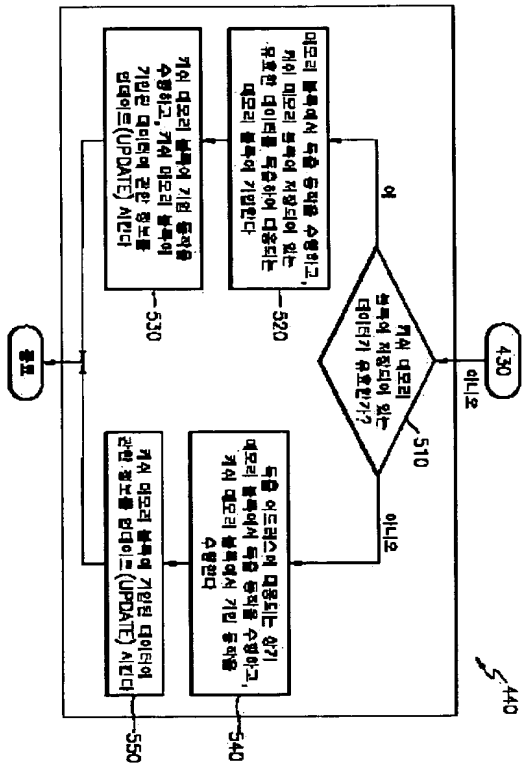 440
430
아니요
캐쉬 메모리
블록에 저장되어 있는
데이터가 유효한가?
510
예
아니요
메모리 블록에서 독출 동작을 수행하고,
캐쉬 메모리 블록에 저장되어 있는
유효한 데이터를 독출하여 대응되는
메모리 블록에 기입한다
520
독출 어드레스에 대응되는 상기
메모리 블록에서 독출 동작을 수행하고,
캐쉬 메모리 블록에서 기입 동작을
수행한다
540
캐쉬 메모리 블록에 기입 동작을
수행하고, 캐쉬 메모리 블록에
기입된 데이터에 관한 정보를
업데이트(UPDATE) 시킨다
530
캐쉬 메모리 블록에 기입된 데이터에
관한 정보를 업데이트(UPDATE) 시킨다
550
종료